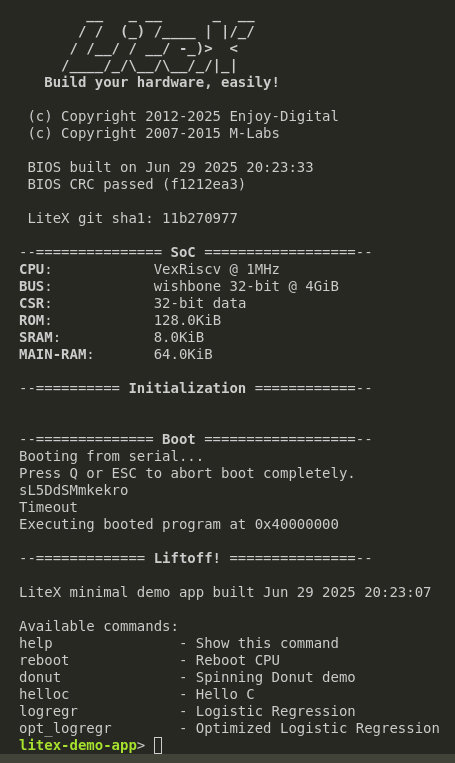 __   _ __      _  __
       / /  (_) /____ | |/_/
      / /__/ / __/ -_)>  <
     /____/_/\__/\__/_/|_|
   Build your hardware, easily!
 (c) Copyright 2012-2025 Enjoy-Digital
 (c) Copyright 2007-2015 M-Labs
 BIOS built on Jun 29 2025 20:23:33
 BIOS CRC passed (f1212ea3)
 LiteX git sha1: 11b270977
--=============== SoC ==================--
CPU:            VexRiscv @ 1MHz
BUS:            wishbone 32-bit @ 4GiB
CSR:            32-bit data
ROM:            128.0KiB
SRAM:           8.0KiB
MAIN-RAM:       64.0KiB
--========== Initialization ============--
--============== Boot ==================--
Booting from serial...
Press Q or ESC to abort boot completely.
sL5DdSMmkekro
Timeout
Executing booted program at 0x40000000
--============= Liftoff! ===============--
LiteX minimal demo app built Jun 29 2025 20:23:07
Available commands:
help               - Show this command
reboot             - Reboot CPU
donut              - Spinning Donut demo
helloc             - Hello C
logregr            - Logistic Regression
opt_logregr        - Optimized Logistic Regression
litex-demo-app>